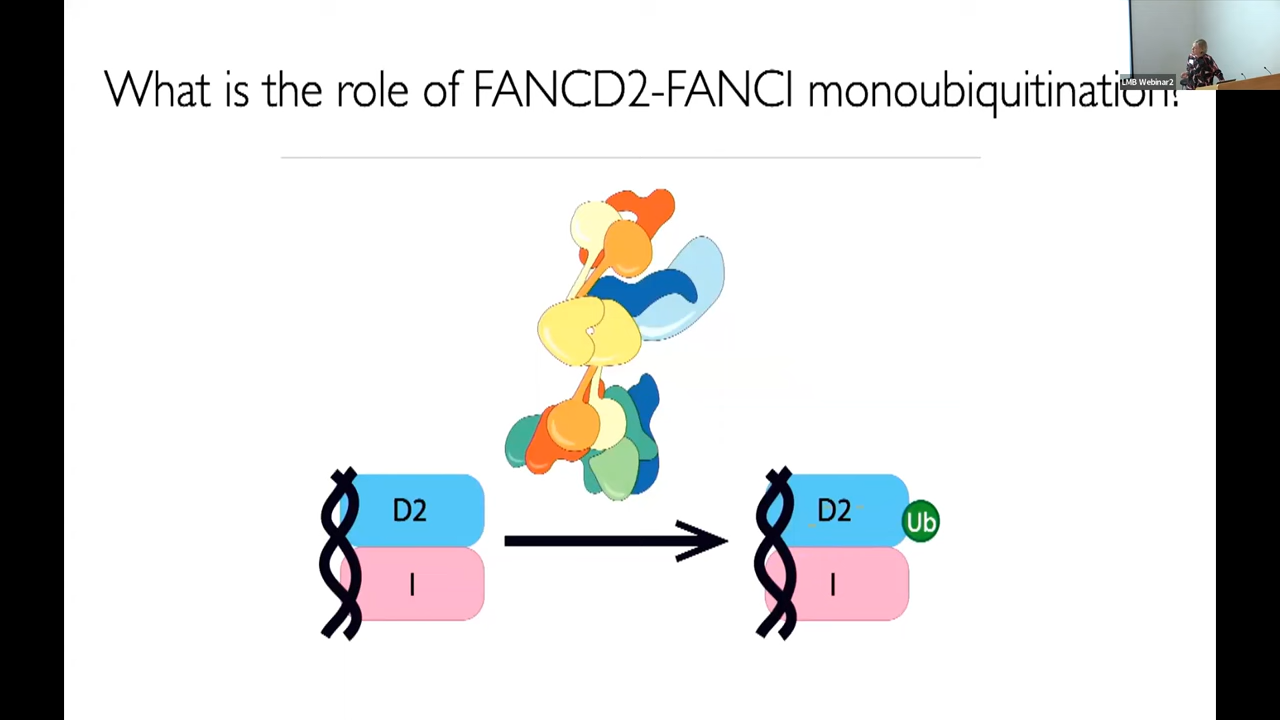 What is the role of FANCD2-FANCI monoubiquitination?
LMB Webinar2
D2
I
D2
Ub
I